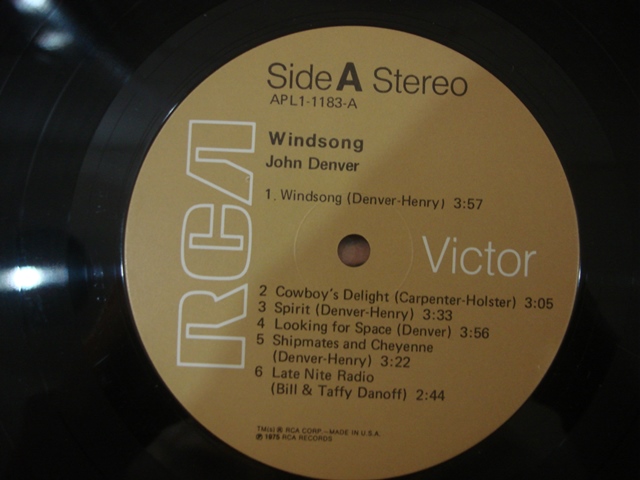 Side A Stereo
APL1-1183-A
Windsong
John Denver
1. Windsong (Denver-Henry) 3:57
RCA
Victor
2 Cowboy's Delight (Carpenter-Holster) 3:05
3 Spirit (Denver-Henry) 3:33
4 Looking for Space (Denver) 3:56
5 Shipmates and Cheyenne
(Denver-Henry) 3:22
6 Late Nite Radio
(Bill & Taffy Danoff) 2:44
TM(s) ® RCA CORP.–MADE IN U.S.A.
℗ 1975 RCA RECORDS